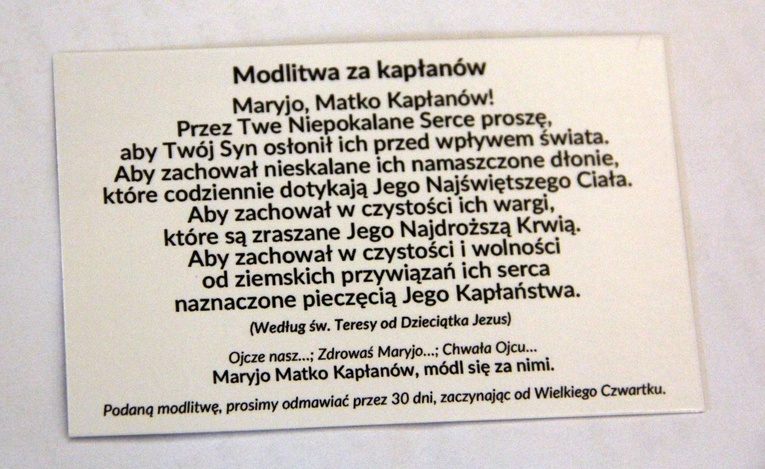 Modlitwa za kapłanów
Maryjo, Matko Kapłanów!
Przez Twe Niepokalane Serce proszę,
aby Twój Syn osłonił ich przed wpływem świata.
Aby zachował nieskalane ich namaszczone dłonie,
które codziennie dotykają Jego Najświętszego Ciała.
Aby zachował w czystości ich wargi,
które są zraszane Jego Najdroższą Krwią.
Aby zachował w czystości i wolności
od ziemskich przywiązań ich serca
naznaczone pieczęcią Jego Kapłaństwa.
(Według św. Teresy od Dzieciątka Jezus)
Ojcze nasz...; Zdrowaś Maryjo...; Chwała Ojcu...
Maryjo Matko Kapłanów, módl się za nimi.
Podaną modlitwę, prosimy odmawiać przez 30 dni, zaczynając od Wielkiego Czwartku.